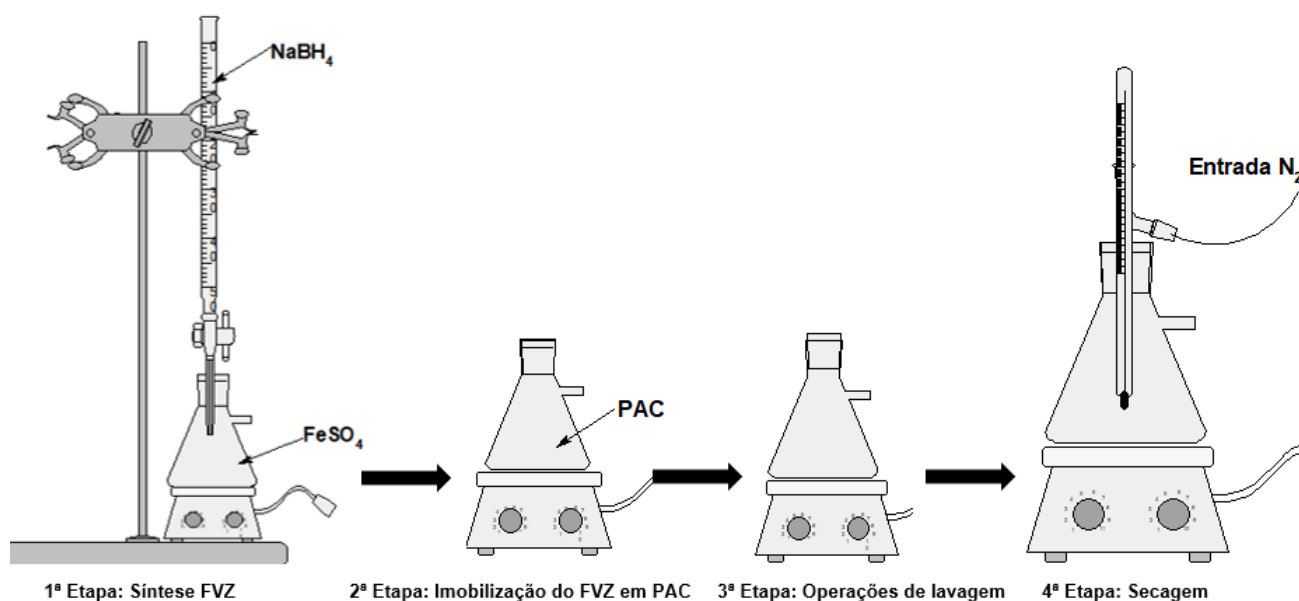 NaBH₄
Entrada N₂
PAC
FeSO₄
1ª Etapa: Síntese FVZ
2ª Etapa: Imobilização do FVZ em PAC
3ª Etapa: Operações de lavagem
4ª Etapa: Secagem